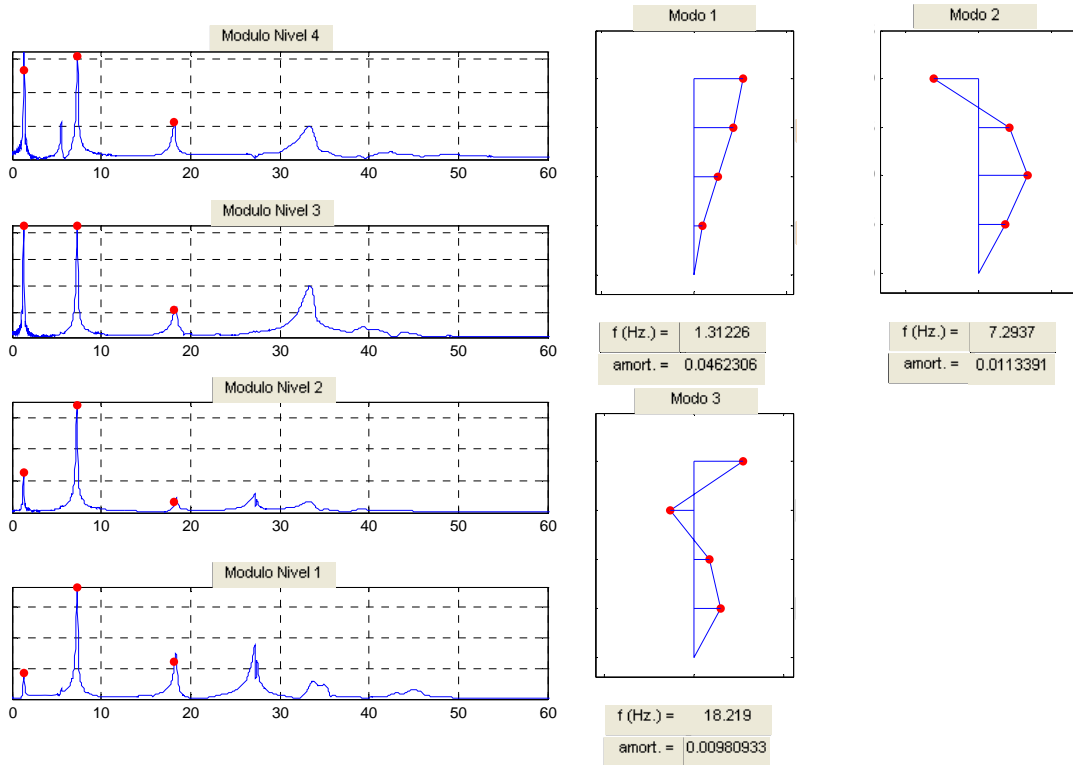 Modulo Nivel 4
0 10 20 30 40 50 60
Modulo Nivel 3
0 10 20 30 40 50 60
Modulo Nivel 2
0 10 20 30 40 50 60
Modulo Nivel 1
0 10 20 30 40 50 60
Modo 1
f (Hz.) = 1.31226
amort. = 0.0462306
Modo 2
f (Hz.) = 7.2937
amort. = 0.0113391
Modo 3
f (Hz.) = 18.219
amort. = 0.00980933